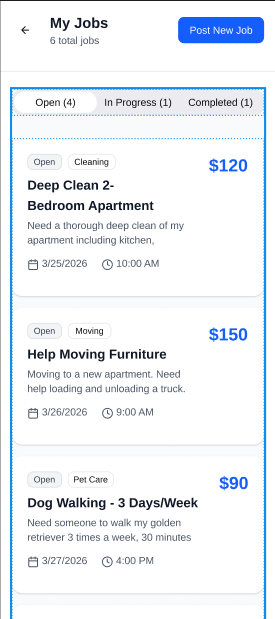 My Jobs
6 total jobs
Post New Job
Open (4)
In Progress (1)
Completed (1)
Open
Cleaning
$120
Deep Clean 2-
Bedroom Apartment
Need a thorough deep clean of my
apartment including kitchen,
3/25/2026
10:00 AM
Open
Moving
$150
Help Moving Furniture
Moving to a new apartment. Need
help loading and unloading a truck.
3/26/2026
9:00 AM
Open
Pet Care
$90
Dog Walking - 3 Days/Week
Need someone to walk my golden
retriever 3 times a week, 30 minutes
3/27/2026
4:00 PM